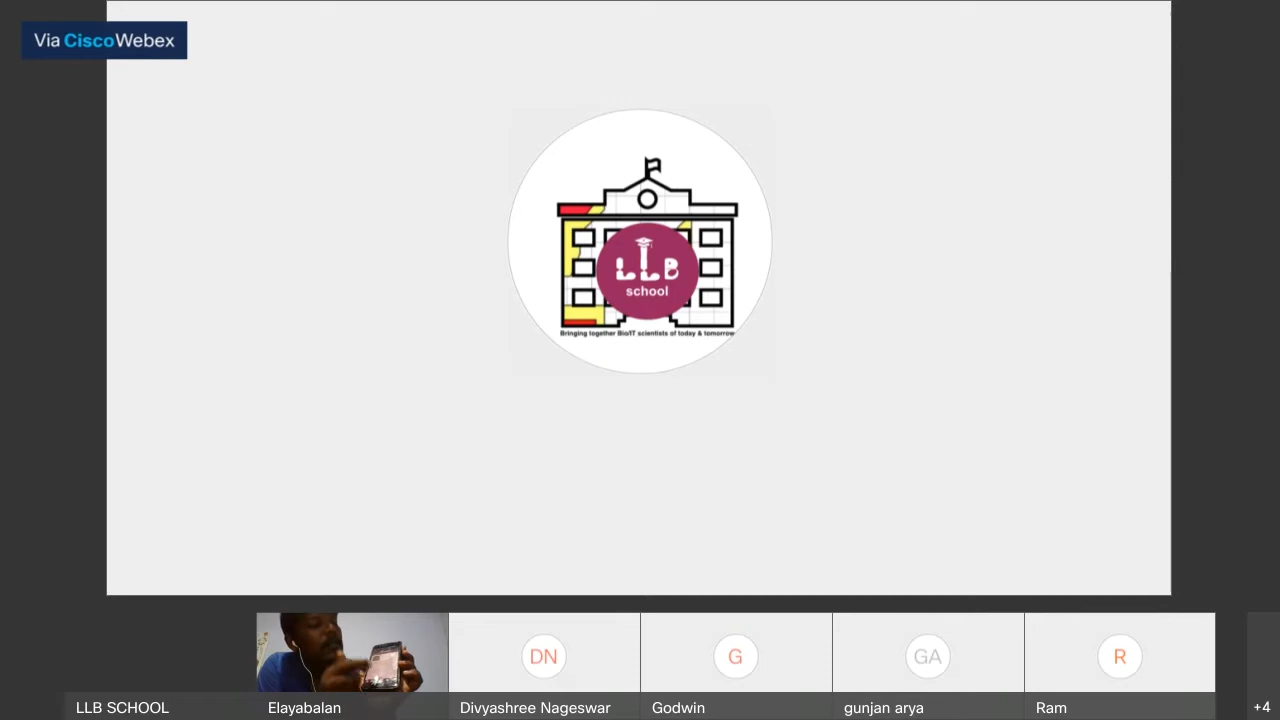 Via CiscoWebex
LLB
school
Bringing together Bio/IT scientists of today & tomorrow
DN
G
GA
R
LLB SCHOOL
Elayabalan
Divyashree Nageswar
Godwin
gunjan arya
Ram
+4